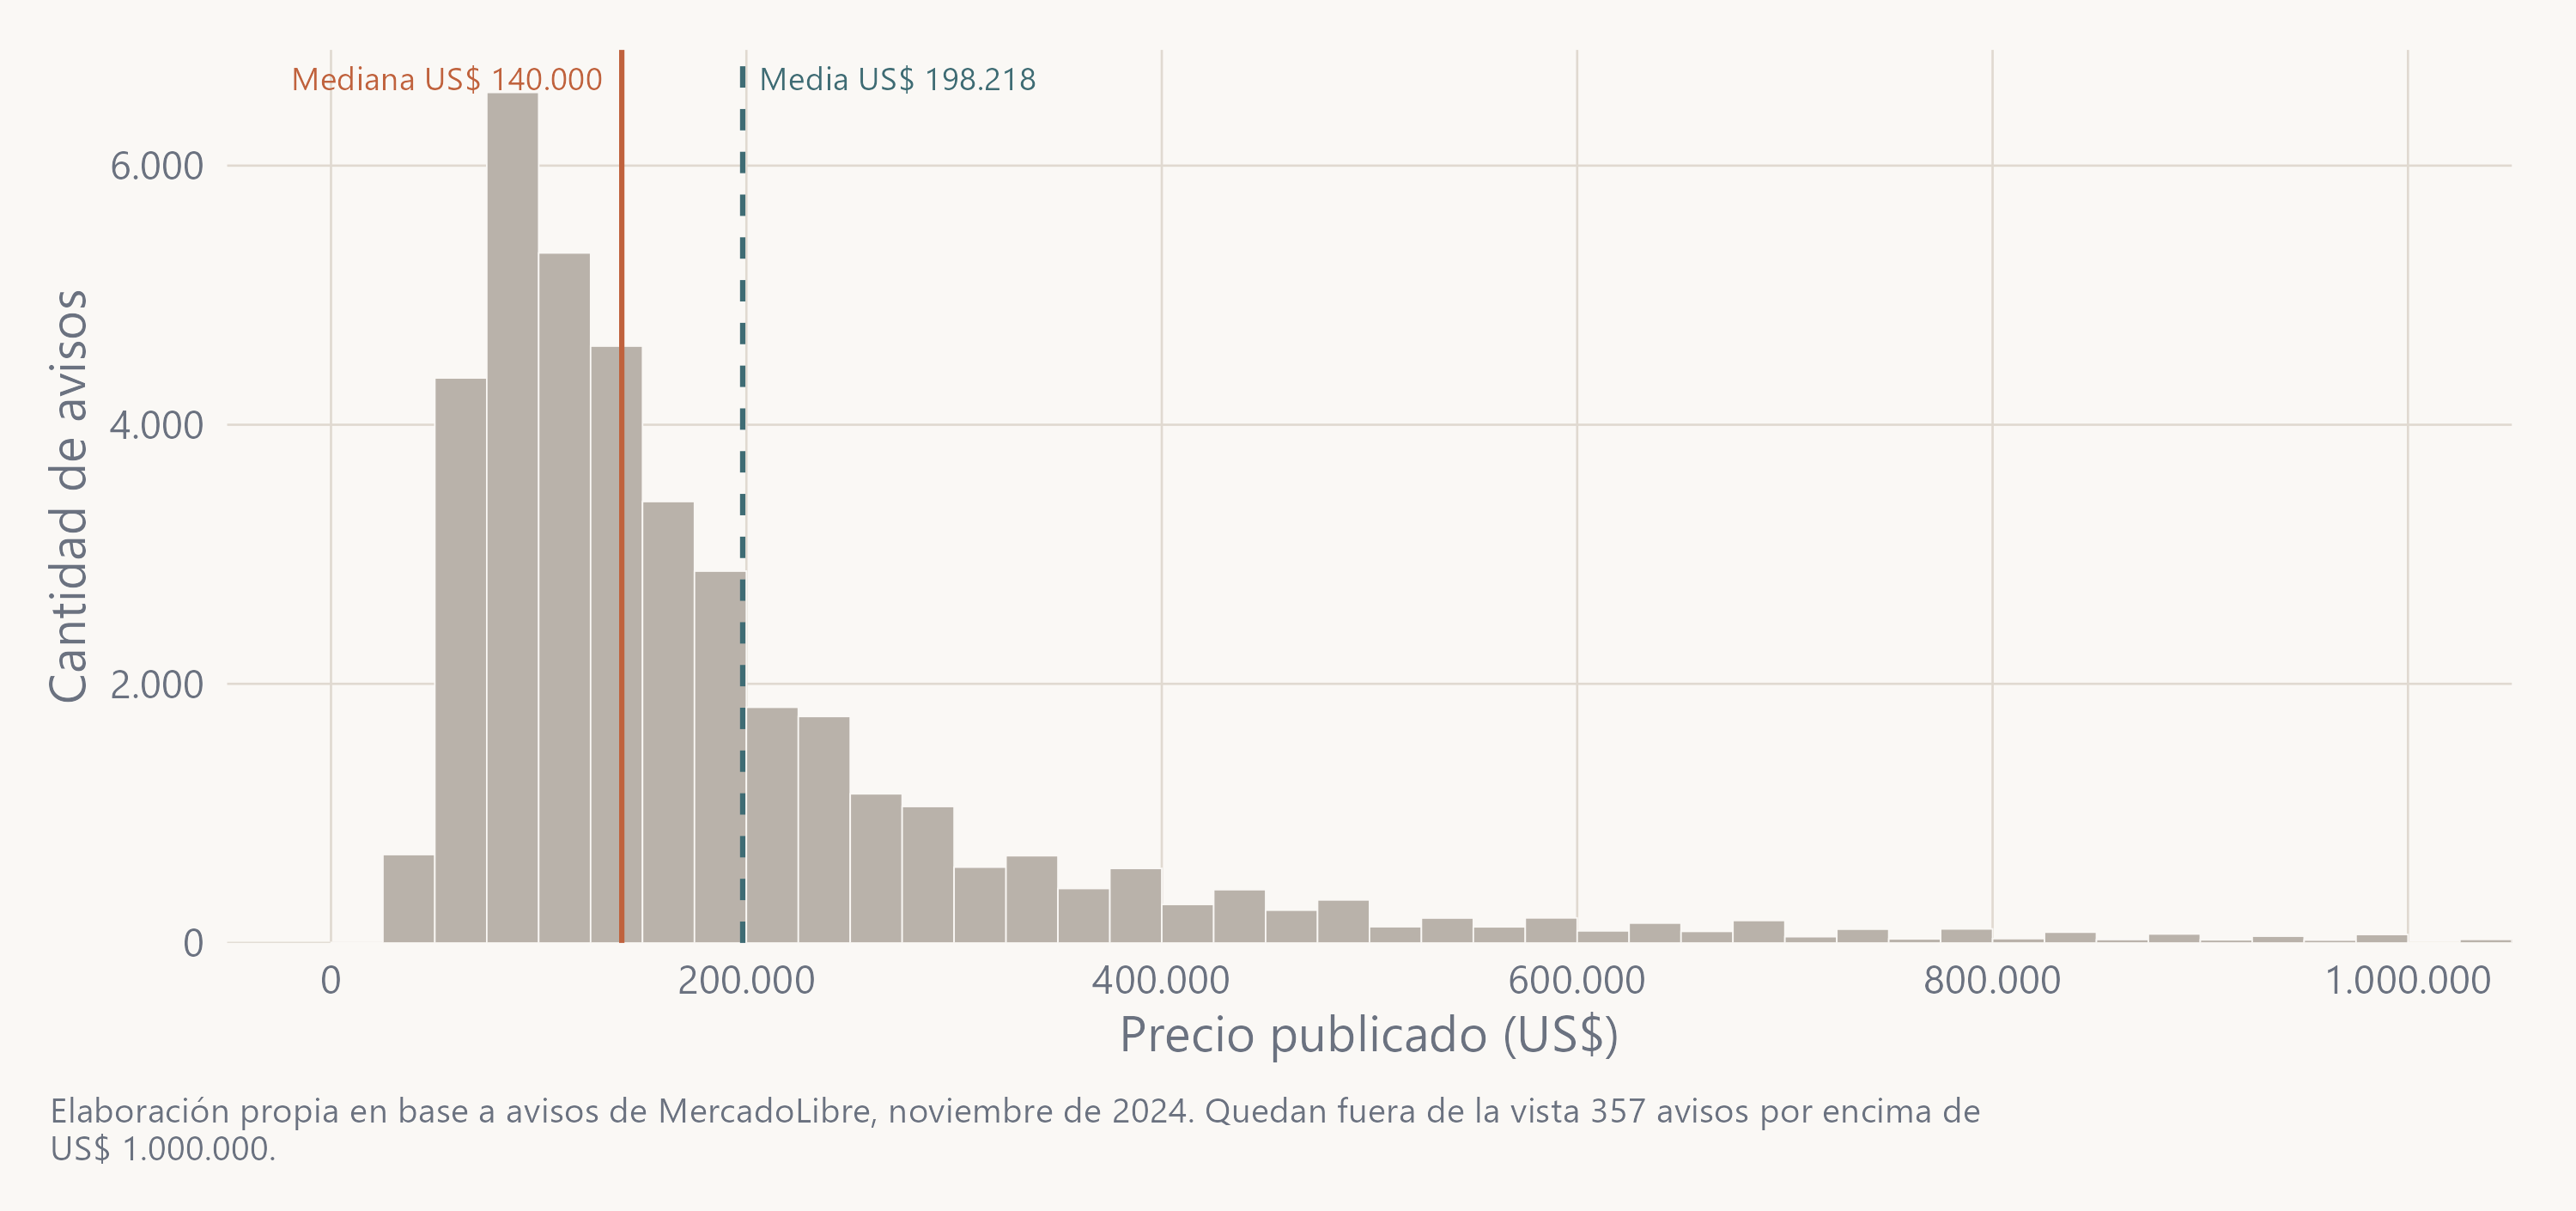 Mediana US$ 140.000
Media US$ 198.218
6.000
4.000
2.000
0
Cantidad de avisos
0
200.000
400.000
600.000
800.000
1.000.000
Precio publicado (US$)
Elaboración propia en base a avisos de MercadoLibre, noviembre de 2024. Quedan fuera de la vista 357 avisos por encima de
US$ 1.000.000.